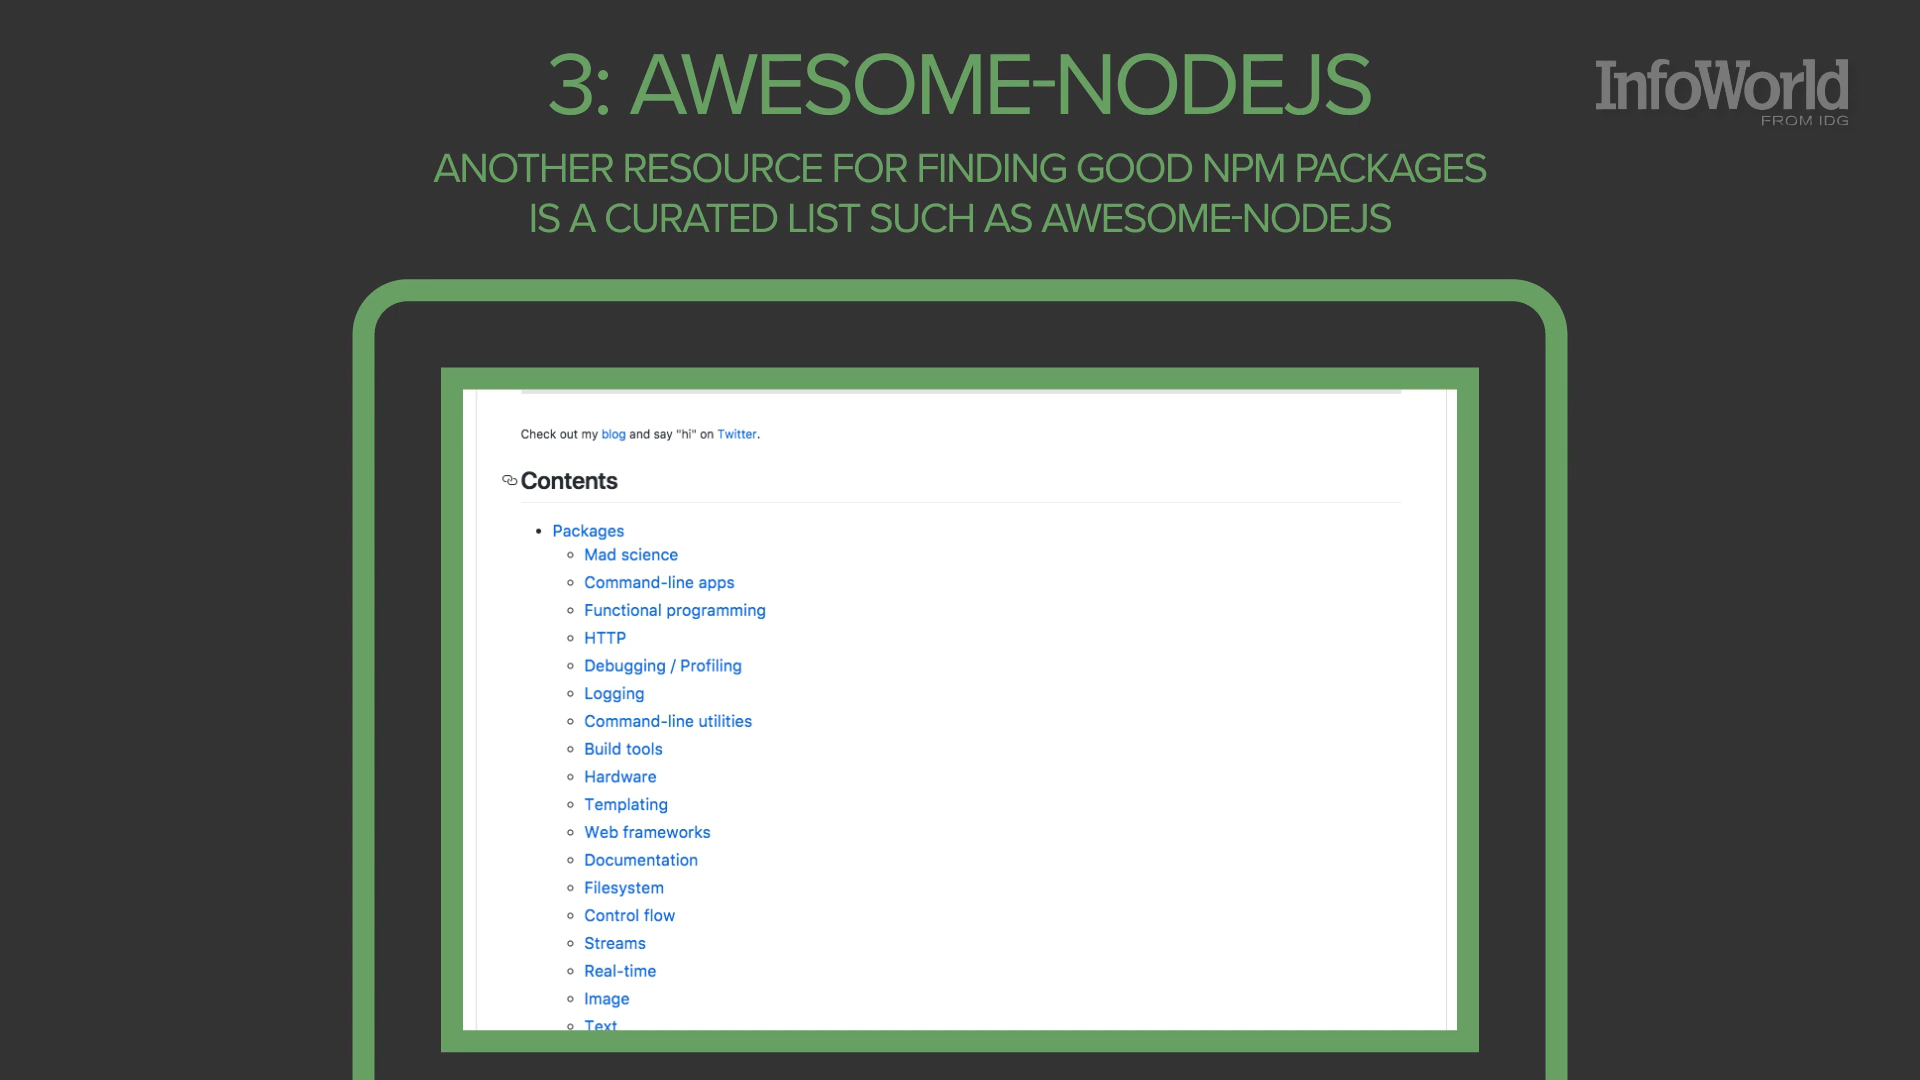 3: AWESOME-NODEJS
InfoWorld
FROM IDG
ANOTHER RESOURCE FOR FINDING GOOD NPM PACKAGES
IS A CURATED LIST SUCH AS AWESOME-NODEJS
Check out my blog and say "hi" on Twitter.
Contents
Packages
Mad science
Command-line apps
Functional programming
HTTP
Debugging / Profiling
Logging
Command-line utilities
Build tools
Hardware
Templating
Web frameworks
Documentation
Filesystem
Control flow
Streams
Real-time
Image
Text